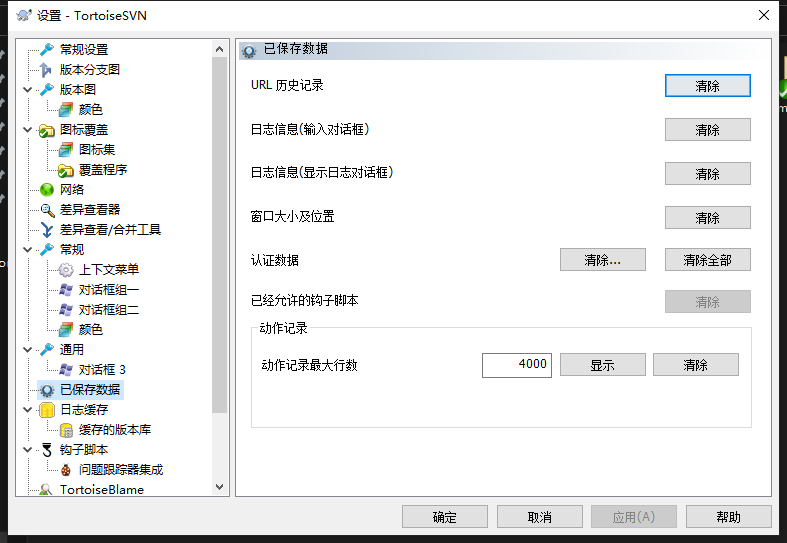 设置 - TortoiseSVN
常规设置
版本分支图
版本图
颜色
图标覆盖
图标集
覆盖程序
网络
差异查看器
差异查看/合并工具
常规
上下文菜单
对话框组一
对话框组二
颜色
通用
对话框 3
已保存数据
日志缓存
缓存的版本库
钩子脚本
问题跟踪器集成
TortoiseBlame
已保存数据
URL 历史记录 清除
日志信息(输入对话框) 清除
日志信息(显示日志对话框) 清除
窗口大小及位置 清除
认证数据 清除... 清除全部
已经允许的钩子脚本 清除
动作记录
动作记录最大行数 4000 显示 清除
确定 取消 应用(A) 帮助